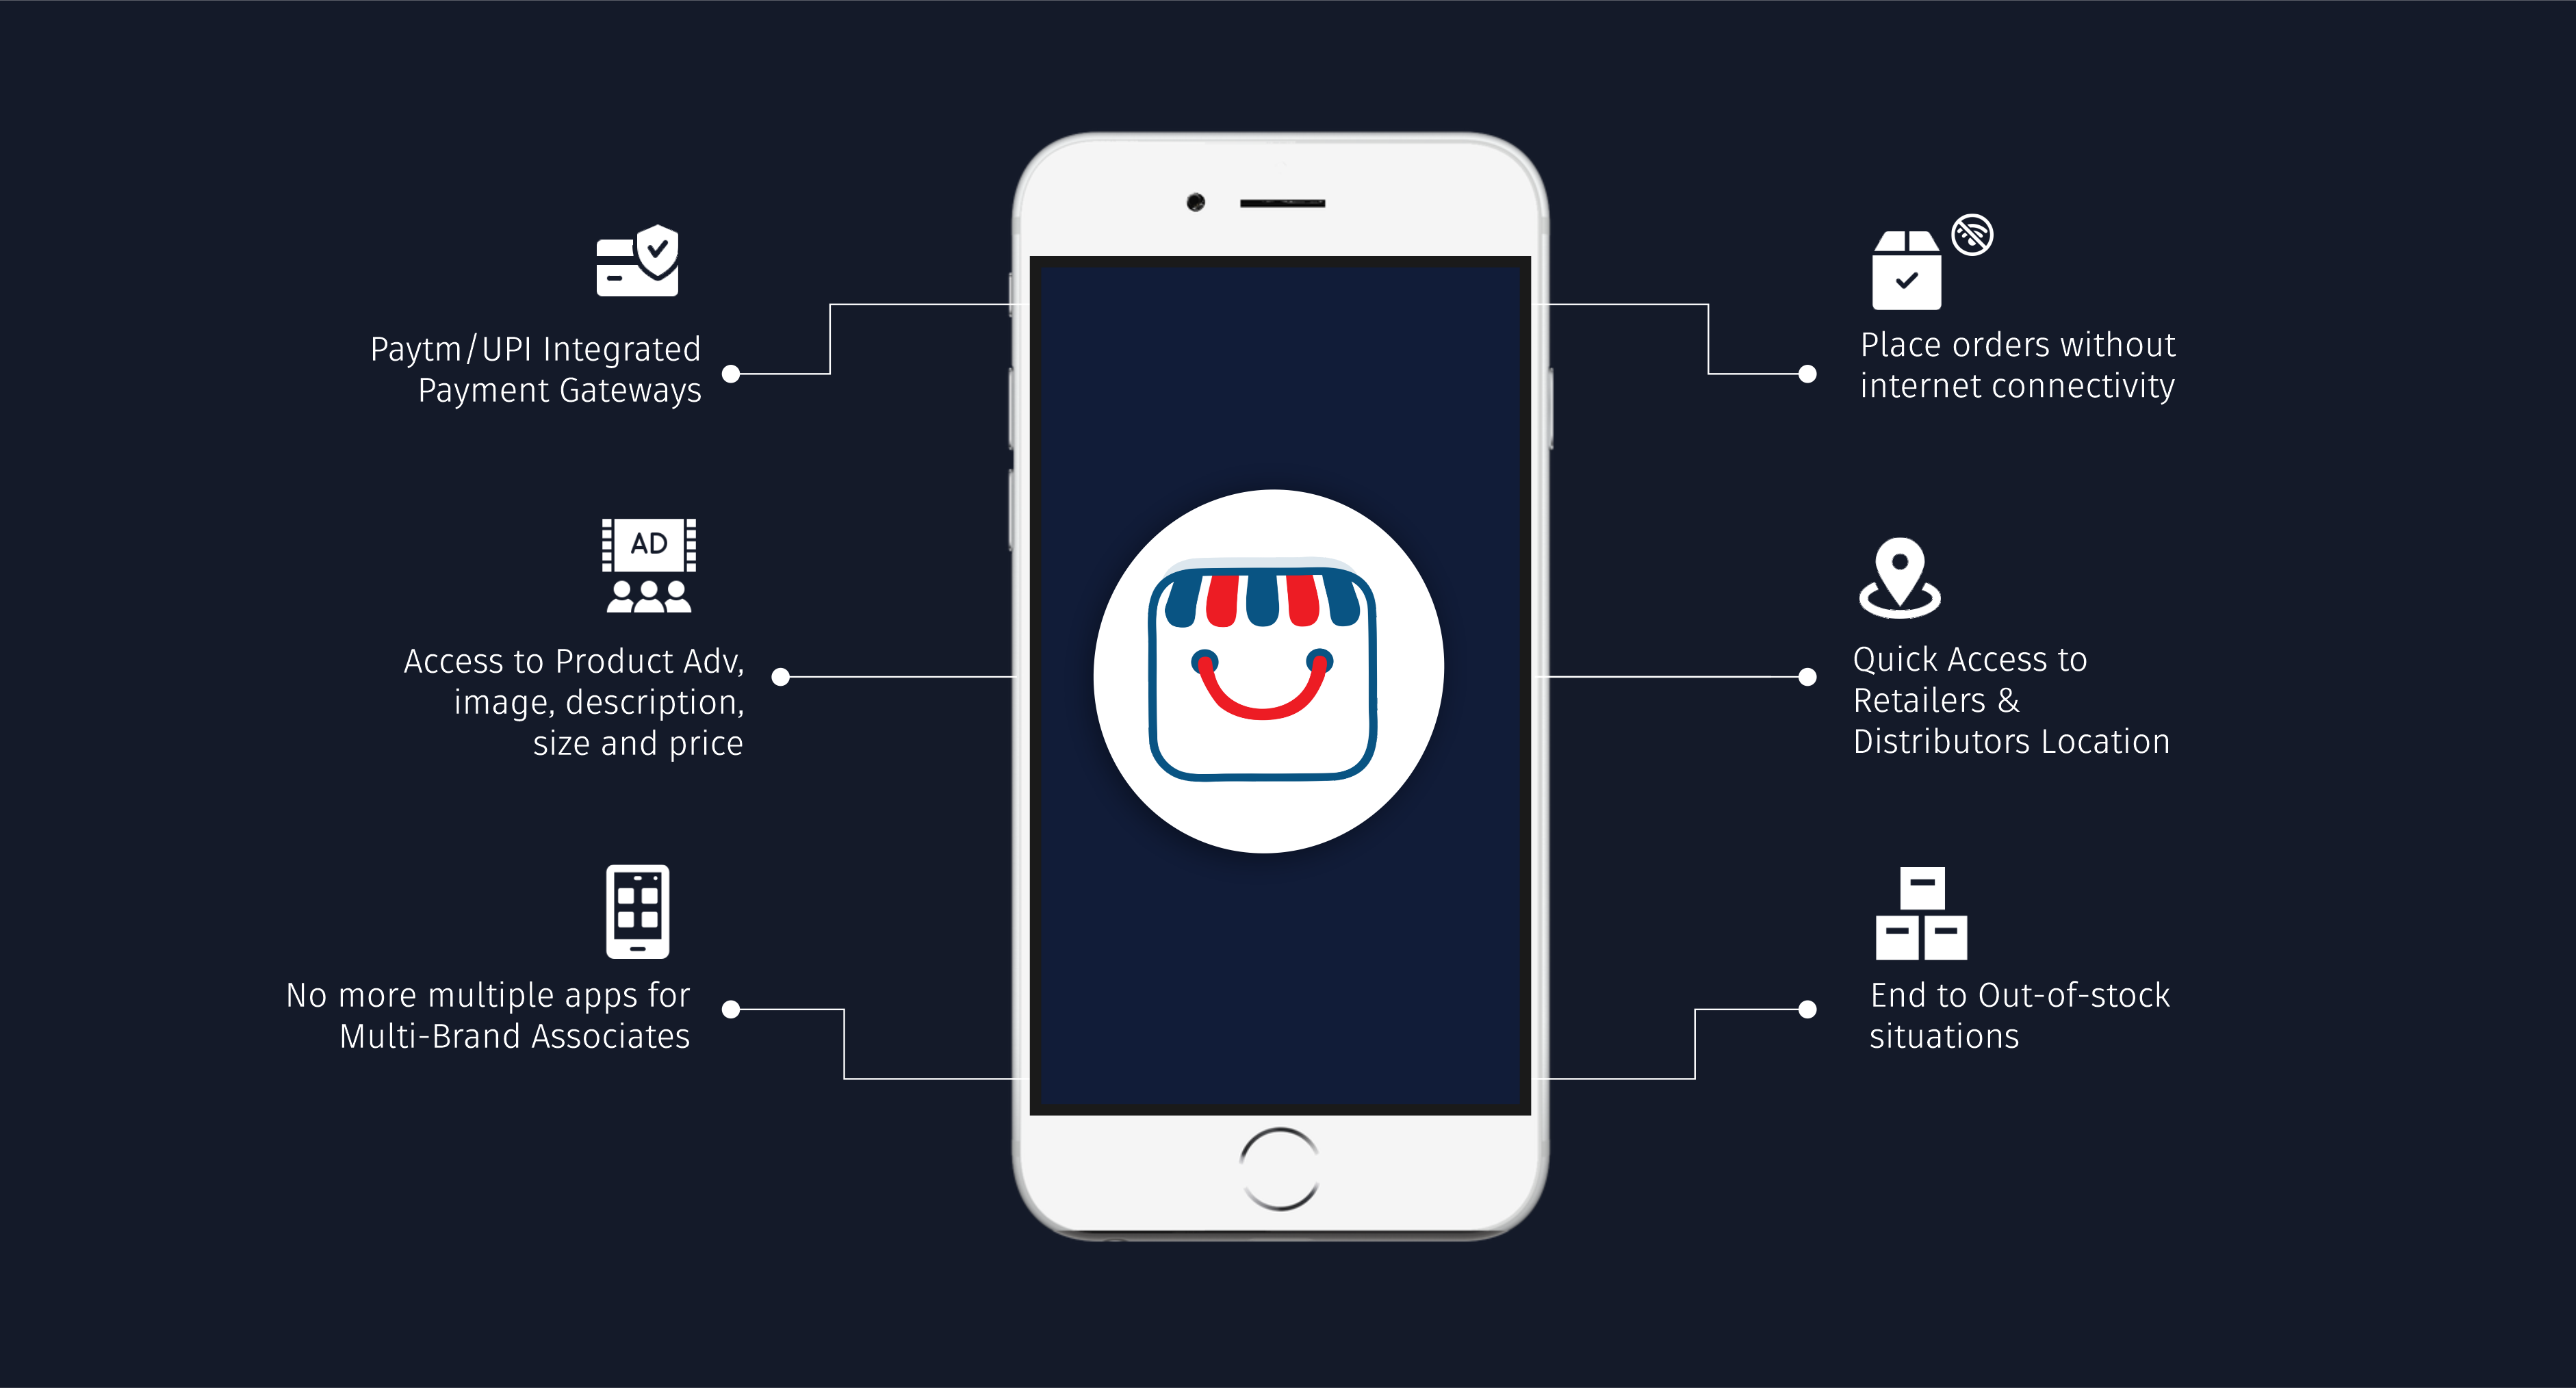 Paytm/UPI Integrated
Payment Gateways
AD
Access to Product Adv,
image, description,
size and price
No more multiple apps for
Multi-Brand Associates
Place orders without
internet connectivity
Quick Access to
Retailers &
Distributors Location
End to Out-of-stock
situations